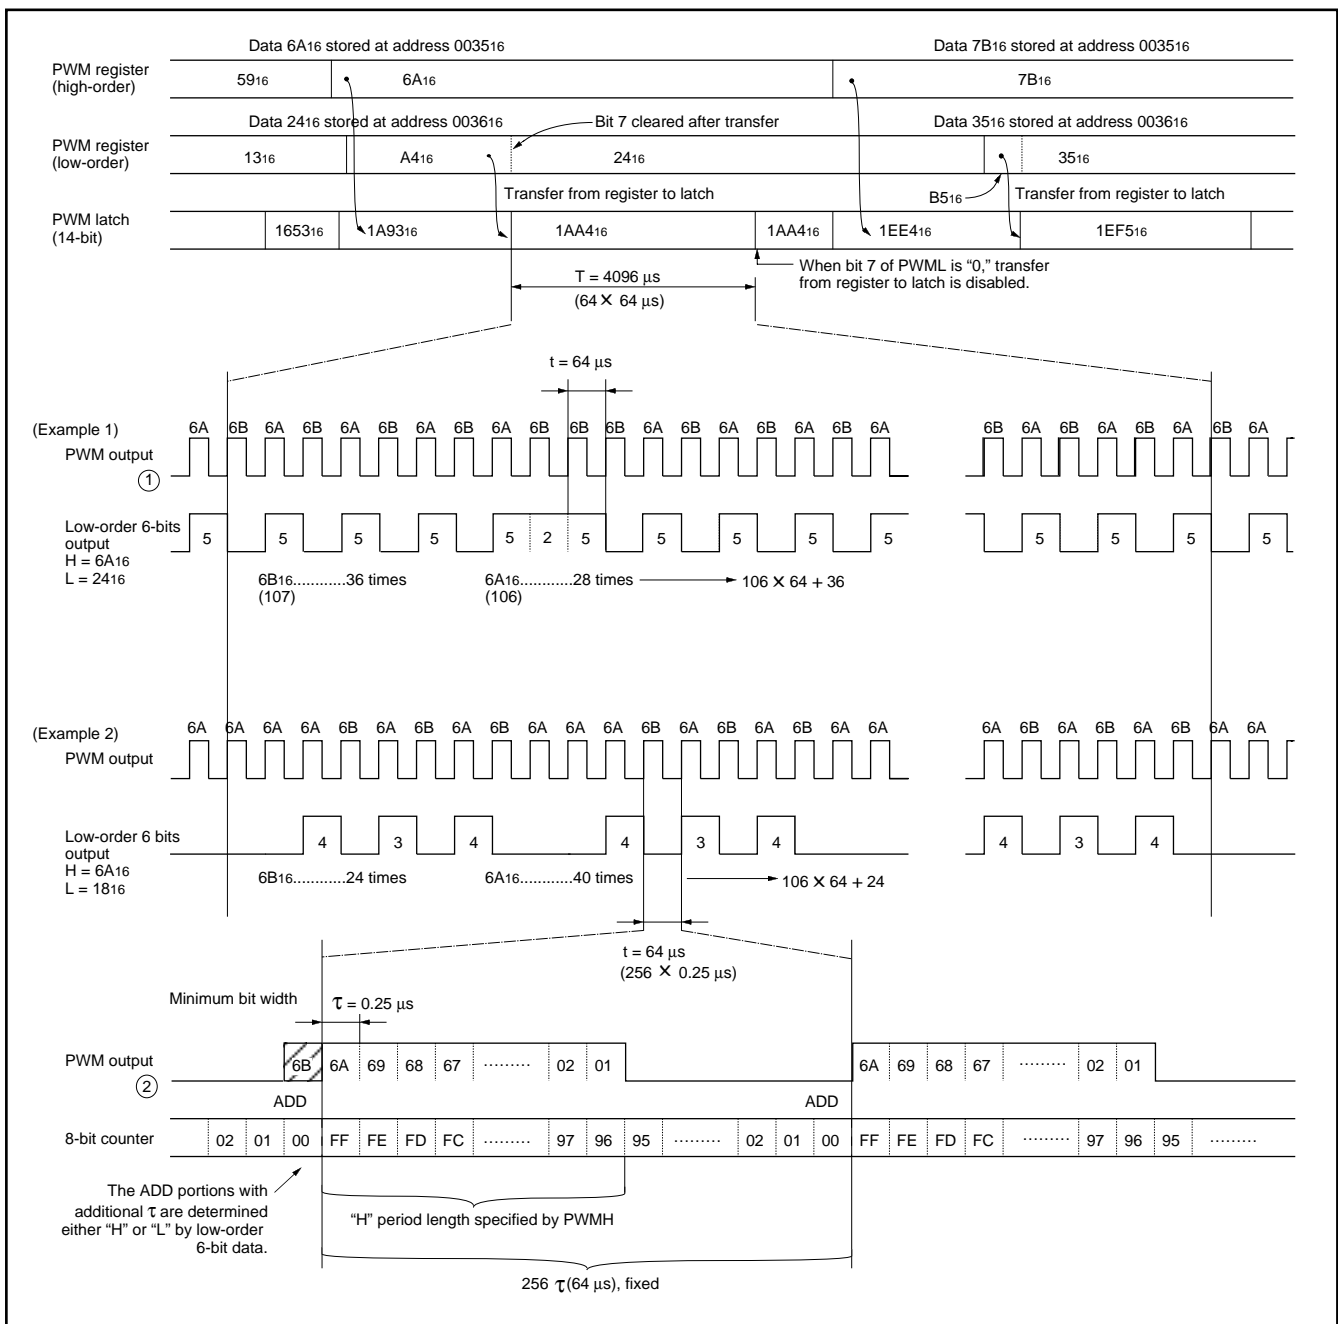 Data 6A16 stored at address 003516
Data 7B16 stored at address 003516
PWM register
(high-order)
5916
6A16
7B16
Data 2416 stored at address 003616
Bit 7 cleared after transfer
Data 3516 stored at address 003616
PWM register
(low-order)
1316
A416
2416
3516
Transfer from register to latch
B516
Transfer from register to latch
PWM latch
(14-bit)
165316
1A9316
1AA416
1AA416
1EE416
1EF516
When bit 7 of PWML is “0,” transfer
from register to latch is disabled.
T = 4096 μs
(64 × 64 μs)
t = 64 μs
(Example 1)
6A 6B 6A 6B 6A 6B 6A 6B 6A 6B 6B 6B 6A 6B 6A 6B 6A 6B 6A 6B 6A 6B 6A 6B 6A 6B 6A
PWM output
①
Low-order 6-bits
output
H = 6A16
L = 2416
5 5 5 5 5 2 5 5 5 5 5 5 5 5 5
6B16............36 times
(107)
6A16............28 times
(106)
106 × 64 + 36
(Example 2)
6A 6A 6A 6A 6B 6A 6B 6A 6B 6A 6A 6A 6B 6A 6B 6A 6B 6A 6A 6A 6B 6A 6B 6A 6B 6A 6A
PWM output
Low-order 6 bits
output
H = 6A16
L = 1816
4 3 4 4 3 4 4 3 4
6B16............24 times
6A16............40 times
106 × 64 + 24
t = 64 μs
(256 × 0.25 μs)
Minimum bit width
τ = 0.25 μs
PWM output
②
6B 6A 69 68 67 ········· 02 01
6A 69 68 67 ········· 02 01
ADD
ADD
8-bit counter
02 01 00 FF FE FD FC ········· 97 96 95 ········· 02 01 00 FF FE FD FC ········· 97 96 95 ·········
The ADD portions with
additional τ are determined
either “H” or “L” by low-order
6-bit data.
“H” period length specified by PWMH
256 τ(64 μs), fixed